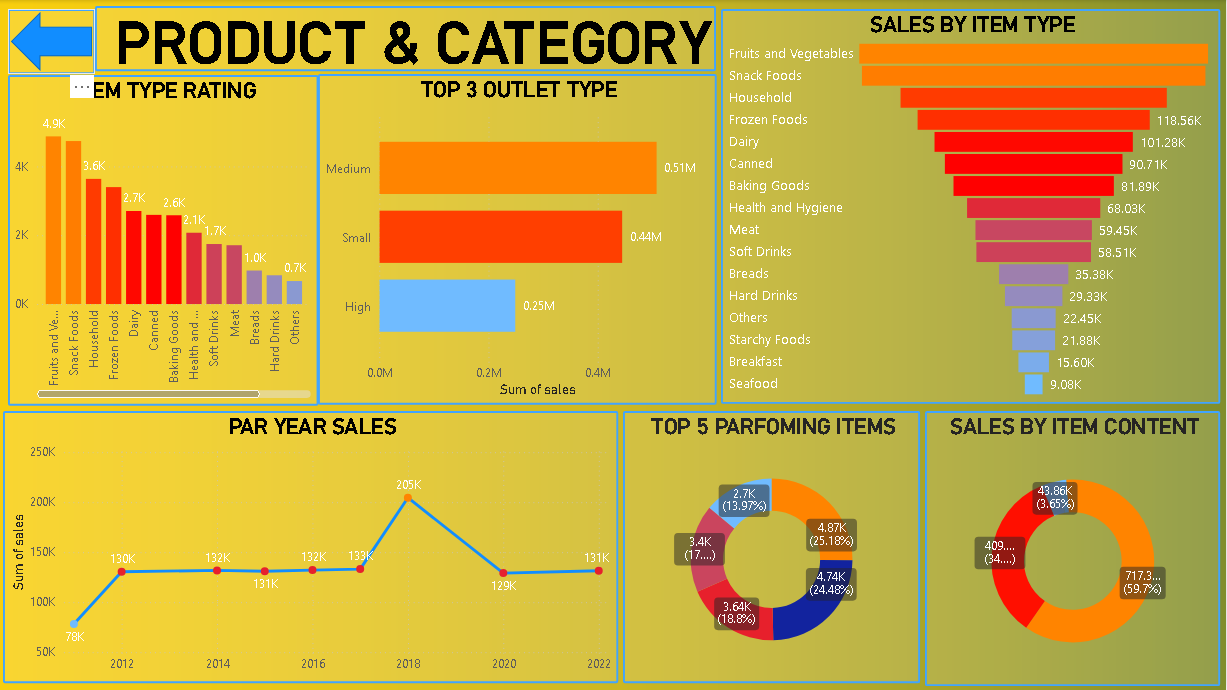 PRODUCT & CATEGORY
EM TYPE RATING
4.9K
3.6K
2.7K
2.6K
2.1K
1.7K
1.0K
0.7K
4K
2K
0K
Fruits and Ve...
Snack Foods
Household
Frozen Foods
Dairy
Canned
Baking Goods
Health and ...
Soft Drinks
Meat
Breads
Hard Drinks
Others
TOP 3 OUTLET TYPE
Medium 0.51M
Small 0.44M
High 0.25M
0.0M 0.2M 0.4M
Sum of sales
SALES BY ITEM TYPE
Fruits and Vegetables
Snack Foods
Household
Frozen Foods 118.56K
Dairy 101.28K
Canned 90.71K
Baking Goods 81.89K
Health and Hygiene 68.03K
Meat 59.45K
Soft Drinks 58.51K
Breads 35.38K
Hard Drinks 29.33K
Others 22.45K
Starchy Foods 21.88K
Breakfast 15.60K
Seafood 9.08K
PAR YEAR SALES
Sum of sales
250K
200K
150K
100K
50K
78K
130K
132K
131K
132K
133K
205K
129K
131K
2012 2014 2016 2018 2020 2022
TOP 5 PARFOMING ITEMS
4.87K
(25.18%)
4.74K
(24.48%)
3.64K
(18.8%)
3.4K
(17....)
2.7K
(13.97%)
SALES BY ITEM CONTENT
717.3...
(59.7%)
409....
(34....)
43.86K
(3.65%)